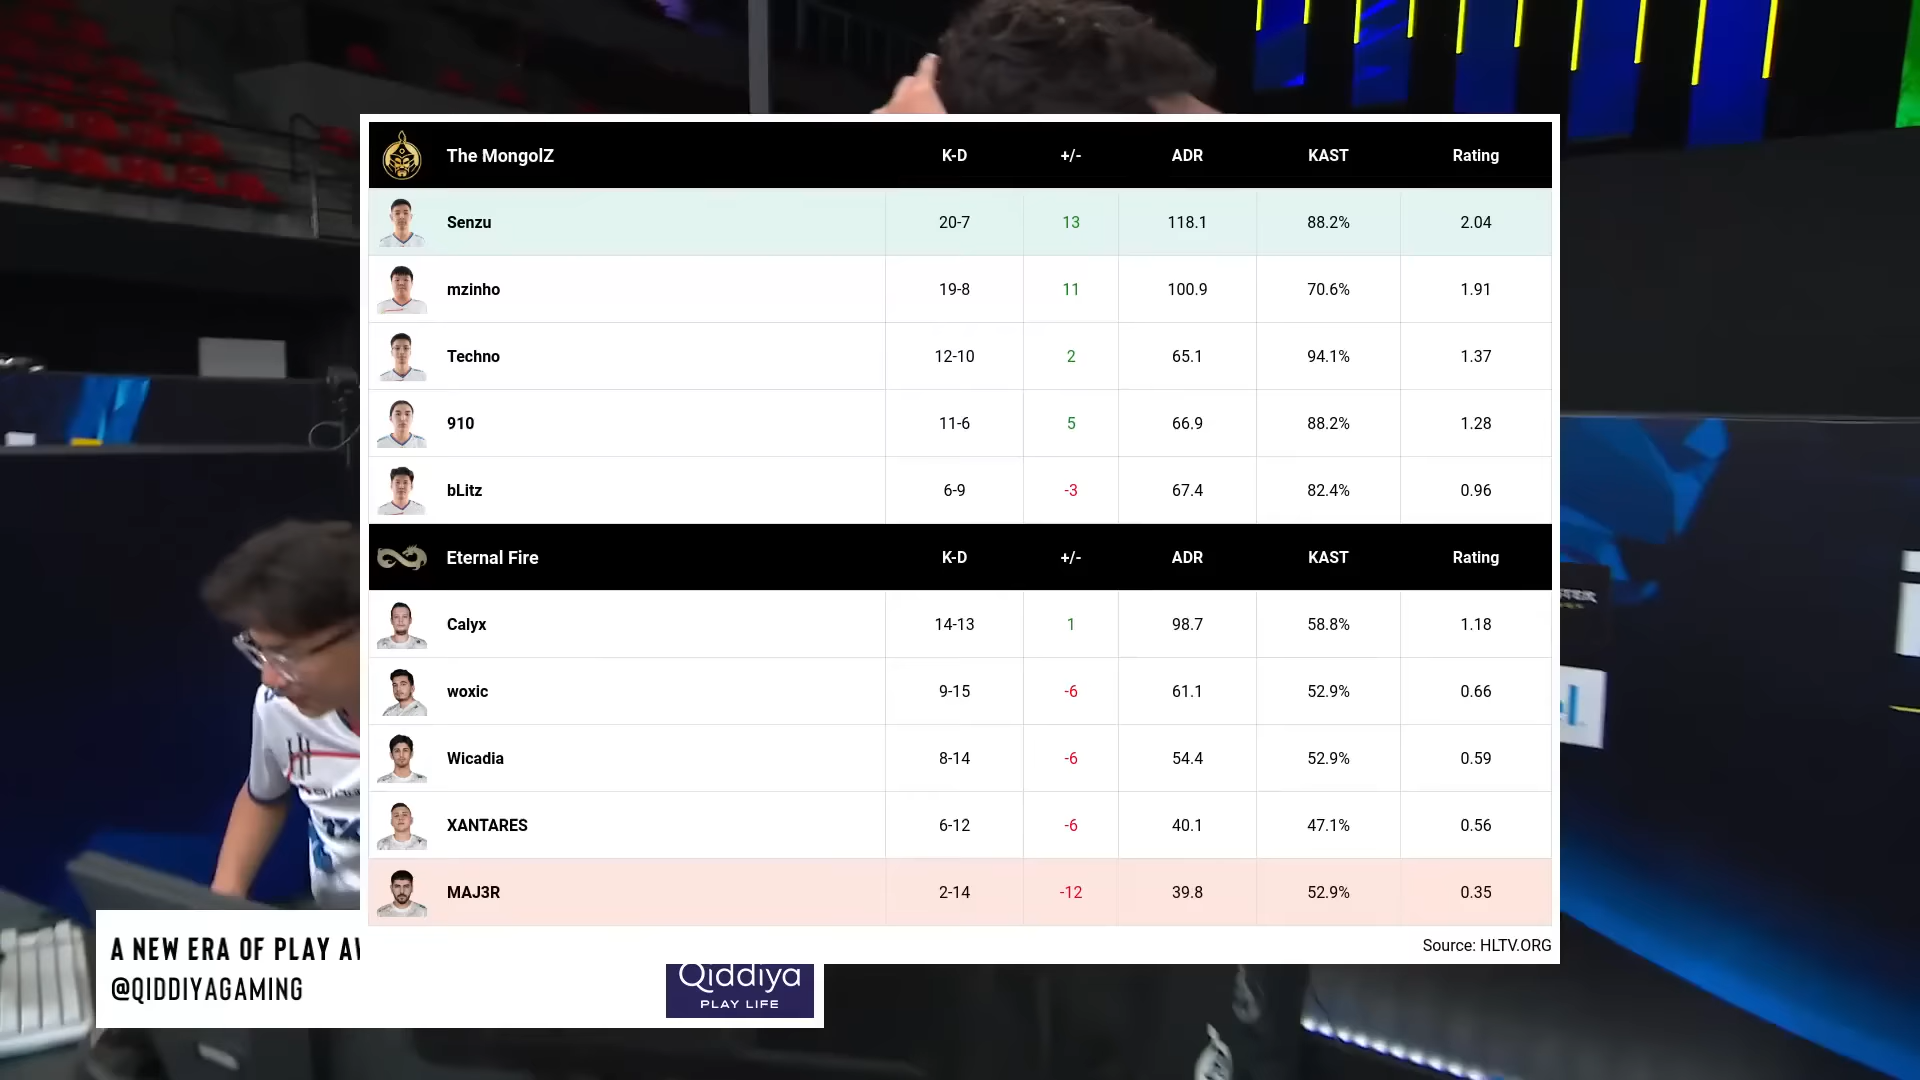 The MongolZ K-D +/- ADR KAST Rating
Senzu 20-7 13 118.1 88.2% 2.04
mzinho 19-8 11 100.9 70.6% 1.91
Techno 12-10 2 65.1 94.1% 1.37
910 11-6 5 66.9 88.2% 1.28
bLitz 6-9 -3 67.4 82.4% 0.96
Eternal Fire K-D +/- ADR KAST Rating
Calyx 14-13 1 98.7 58.8% 1.18
woxic 9-15 -6 61.1 52.9% 0.66
Wicadia 8-14 -6 54.4 52.9% 0.59
XANTARES 6-12 -6 40.1 47.1% 0.56
MAJ3R 2-14 -12 39.8 52.9% 0.35
Source: HLTV.ORG
A NEW ERA OF PLAY
@QIDDIYAGAMING
Qiddiya
PLAY LIFE